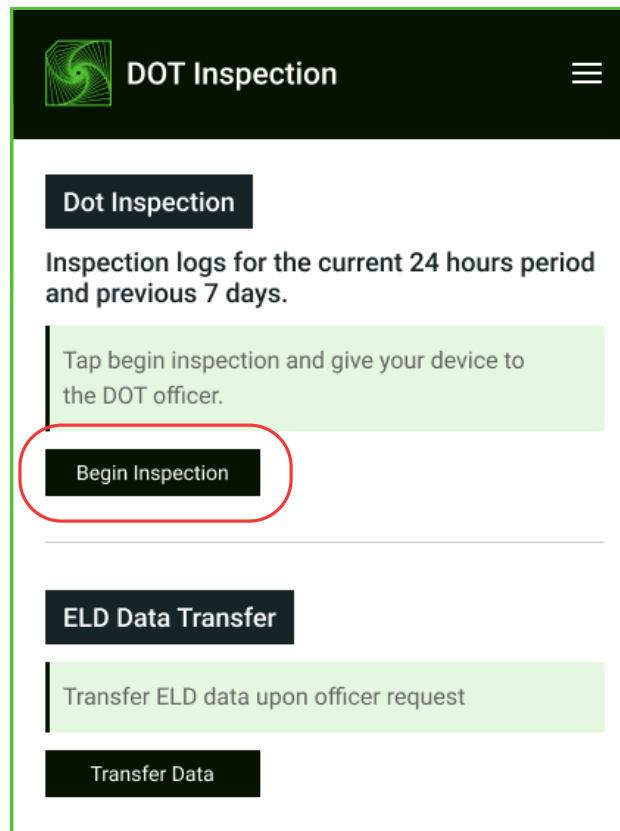 DOT Inspection
Dot Inspection
Inspection logs for the current 24 hours period
and previous 7 days.
Tap begin inspection and give your device to
the DOT officer.
Begin Inspection
ELD Data Transfer
Transfer ELD data upon officer request
Transfer Data